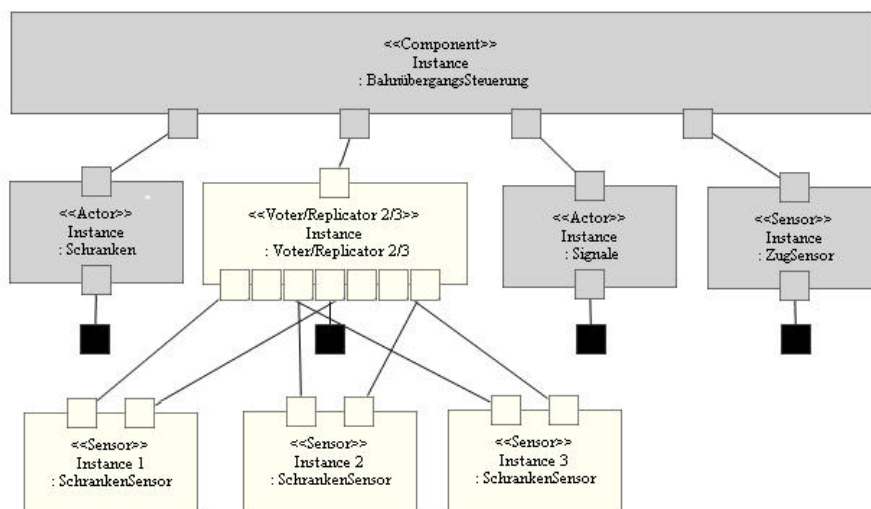 <<Component>>
Instance
: BahnübergangsSteuerung
<<Actor>>
Instance
: Schranken
<<Voter/Replicator 2/3>>
Instance
: Voter/Replicator 2/3
<<Actor>>
Instance
: Signale
<<Sensor>>
Instance
: ZugSensor
<<Sensor>>
Instance 1
: SchrankenSensor
<<Sensor>>
Instance 2
: SchrankenSensor
<<Sensor>>
Instance 3
: SchrankenSensor